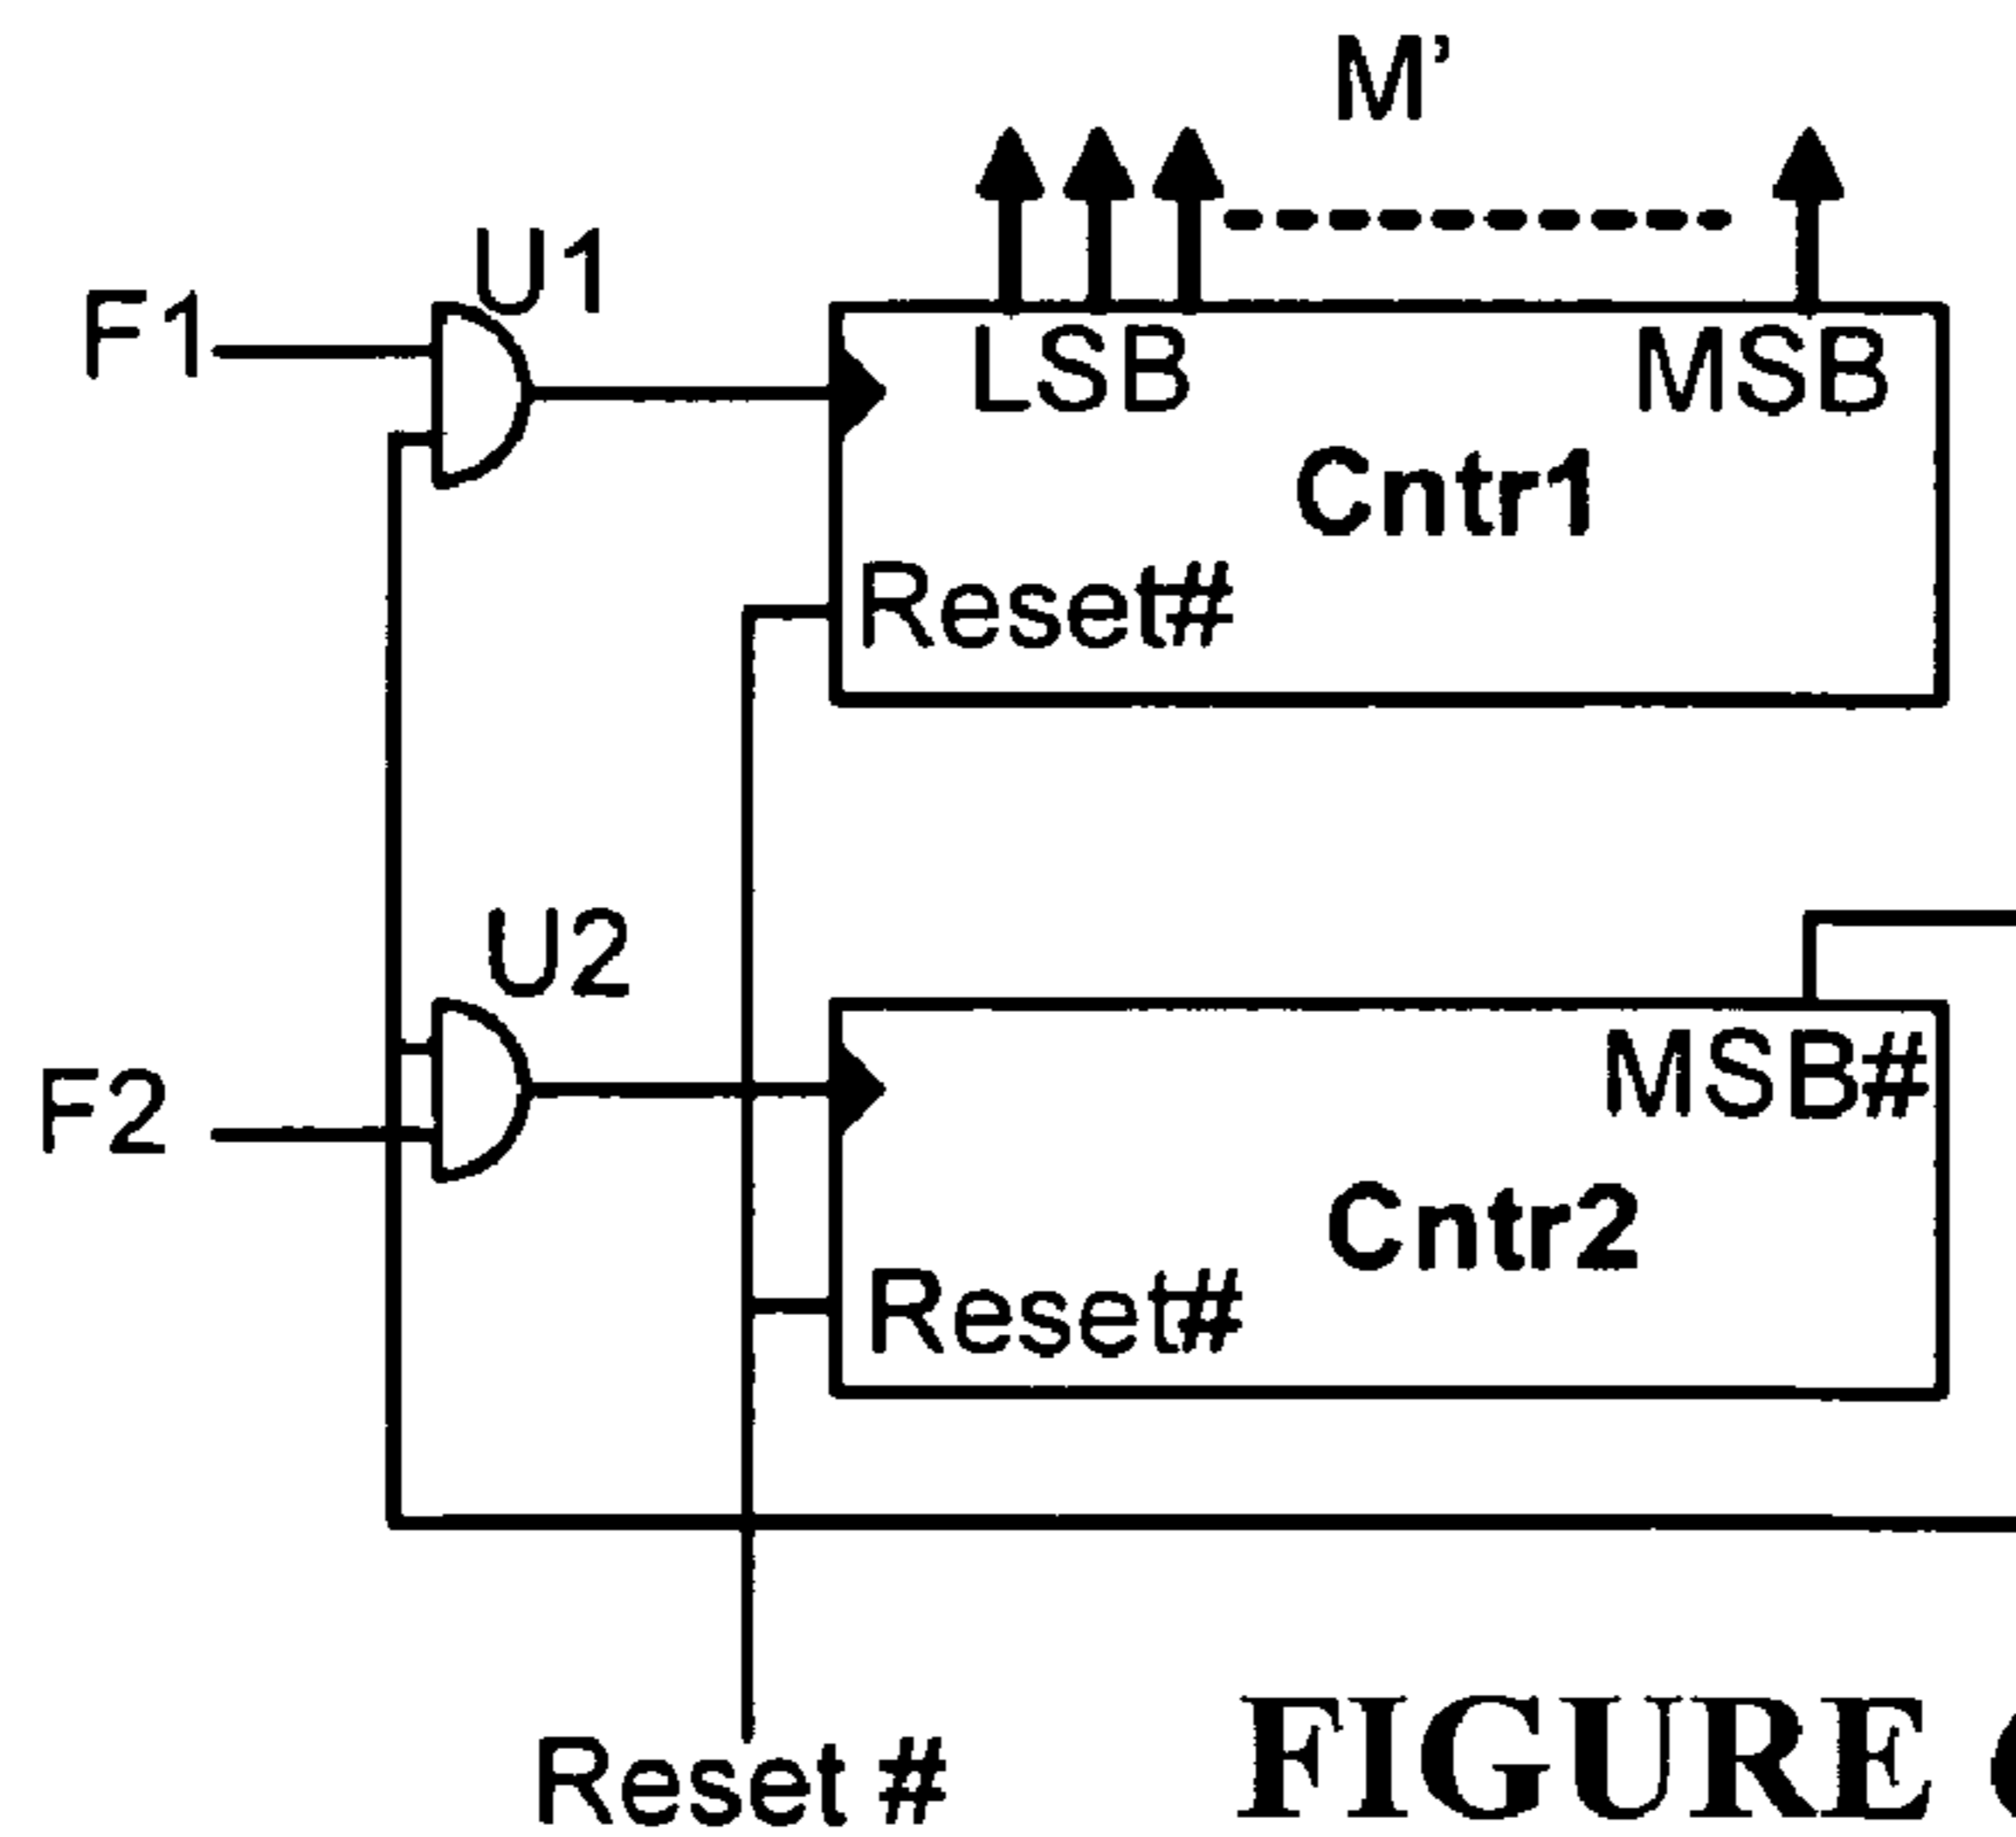 M’
U1
F1
LSB MSB
Cntr1
Reset#
U2
F2
MSB#
Cntr2
Reset#
Reset #
FIGURE